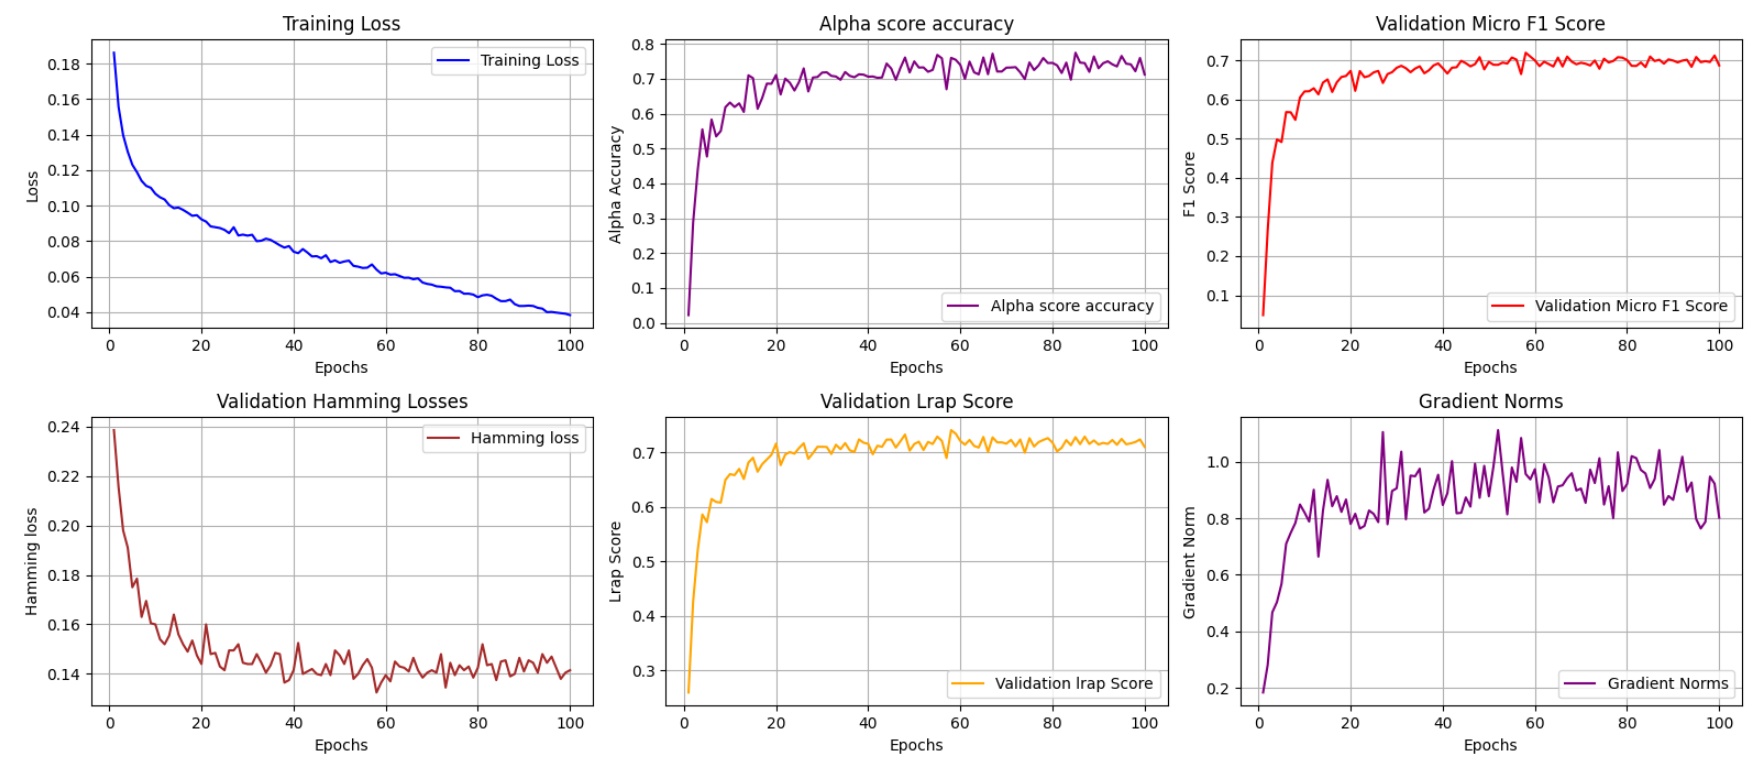 Training Loss
Loss
0.18
0.16
0.14
0.12
0.10
0.08
0.06
0.04
Training Loss
0 20 40 60 80 100
Epochs
Alpha score accuracy
Alpha Accuracy
0.8
0.7
0.6
0.5
0.4
0.3
0.2
0.1
0.0
Alpha score accuracy
0 20 40 60 80 100
Epochs
Validation Micro F1 Score
F1 Score
0.7
0.6
0.5
0.4
0.3
0.2
0.1
Validation Micro F1 Score
0 20 40 60 80 100
Epochs
Validation Hamming Losses
Hamming loss
0.24
0.22
0.20
0.18
0.16
0.14
Hamming loss
0 20 40 60 80 100
Epochs
Validation Lrap Score
Lrap Score
0.7
0.6
0.5
0.4
0.3
Validation lrap Score
0 20 40 60 80 100
Epochs
Gradient Norms
Gradient Norm
1.0
0.8
0.6
0.4
0.2
Gradient Norms
0 20 40 60 80 100
Epochs